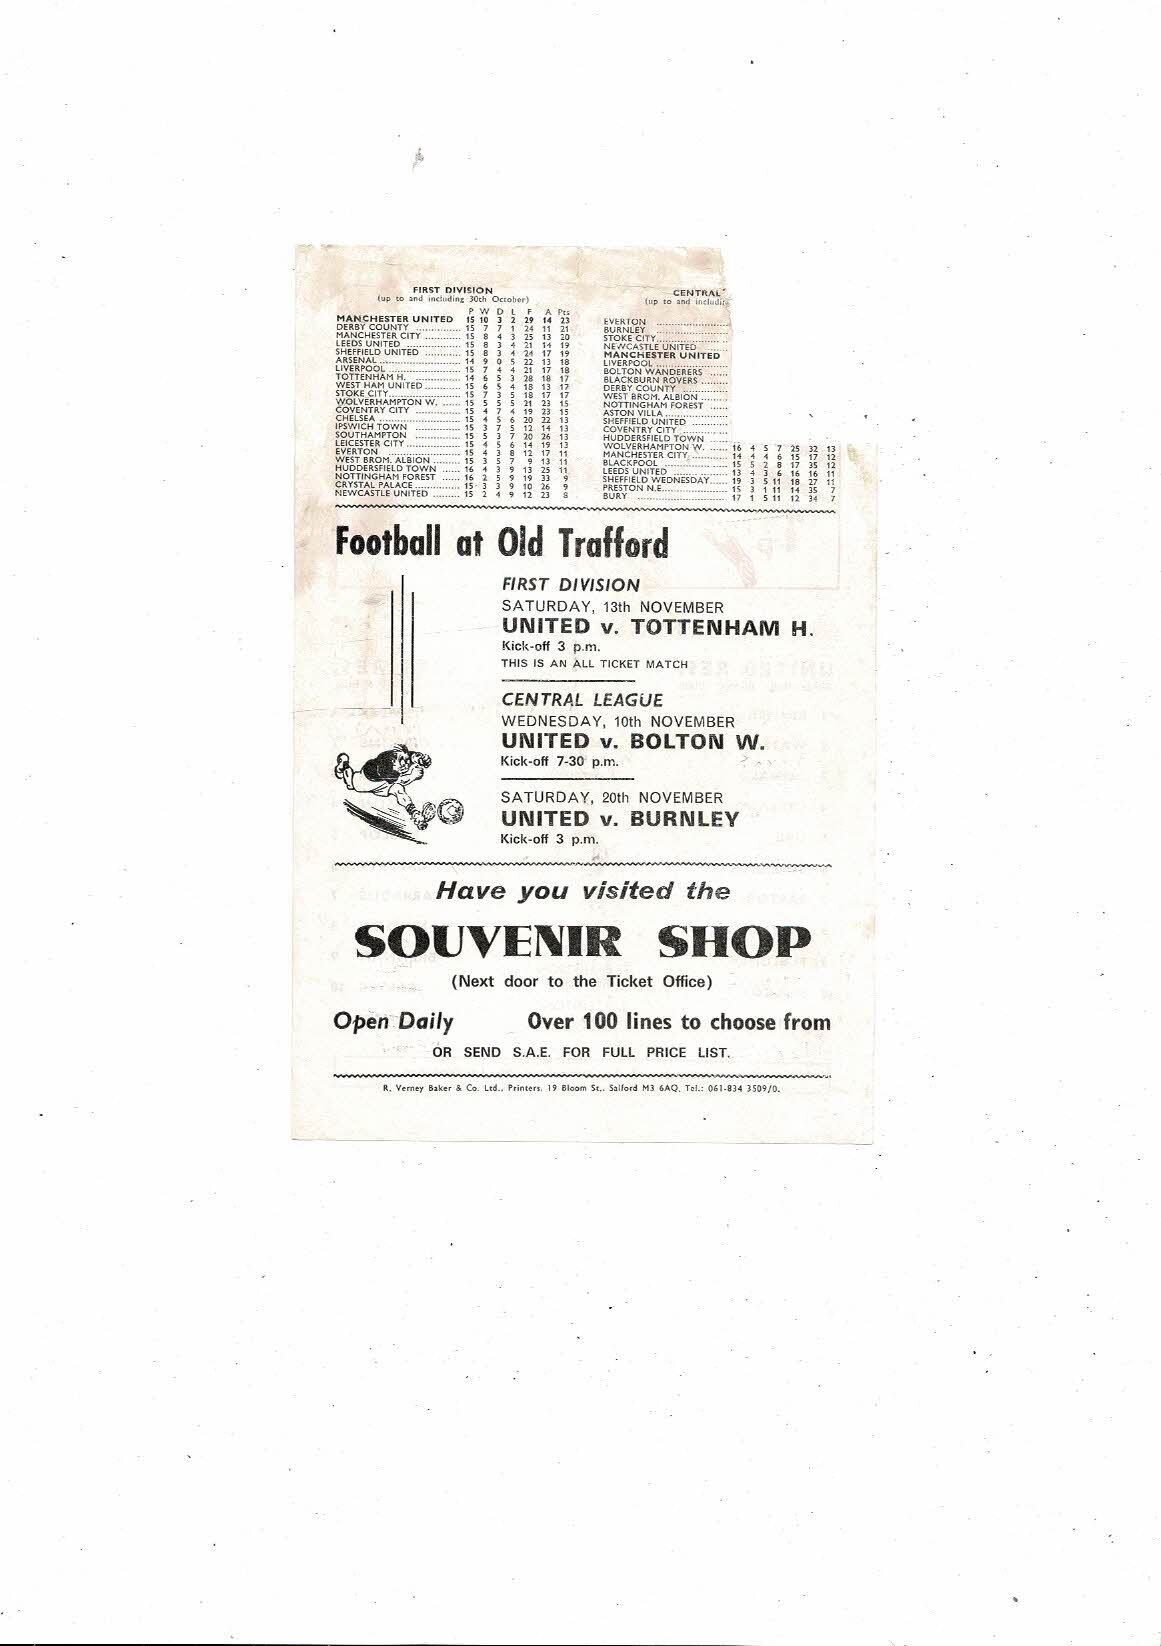 FIRST DIVISION
(up to and including 30th October)
P W D L F A Pts
MANCHESTER UNITED 15 10 3 2 29 14 23
DERBY COUNTY ............... 15 7 7 1 24 11 21
MANCHESTER CITY ........... 15 8 4 3 25 13 20
LEEDS UNITED ............... 15 8 3 4 21 14 19
SHEFFIELD UNITED ............ 15 8 3 4 24 17 19
ARSENAL ......................... 14 9 0 5 22 13 18
LIVERPOOL ....................... 15 7 4 4 21 17 18
TOTTENHAM H. ............... 14 6 5 3 28 18 17
WEST HAM UNITED ......... 15 6 5 4 18 13 17
STOKE CITY ..................... 15 7 3 5 18 17 17
WOLVERHAMPTON W. ...... 15 5 5 5 21 23 15
COVENTRY CITY ............... 15 4 7 4 19 23 15
CHELSEA .......................... 15 4 5 6 20 22 13
IPSWICH TOWN ............... 15 3 7 5 12 14 13
SOUTHAMPTON ............... 15 5 3 7 20 26 13
LEICESTER CITY ................. 15 4 5 6 14 19 13
EVERTON ......................... 15 4 3 8 12 17 11
WEST BROM. ALBION ......... 15 3 5 7 9 13 11
HUDDERSFIELD TOWN ...... 16 4 3 9 13 25 11
NOTTINGHAM FOREST ...... 16 2 5 9 19 33 9
CRYSTAL PALACE ............... 15 3 3 9 10 26 9
NEWCASTLE UNITED ......... 15 2 4 9 12 23 8
CENTRAL
(up to and includi
EVERTON ........................
BURNLEY ........................
STOKE CITY ........................
NEWCASTLE UNITED
MANCHESTER UNITED
LIVERPOOL ........................
BOLTON WANDERERS ......
BLACKBURN ROVERS .........
DERBY COUNTY ...............
WEST BROM. ALBION .........
NOTTINGHAM FOREST ......
ASTON VILLA .....................
SHEFFIELD UNITED ............
COVENTRY CITY ...............
HUDDERSFIELD TOWN
WOLVERHAMPTON W. ...... 16 4 5 7 25 32 13
MANCHESTER CITY ............ 14 4 4 6 15 17 12
BLACKPOOL ..................... 15 5 2 8 17 35 12
LEEDS UNITED .................. 13 4 3 6 16 16 11
SHEFFIELD WEDNESDAY ...... 19 3 5 11 18 27 11
PRESTON N.E. ..................... 15 3 1 11 14 35 7
BURY .............................. 17 1 5 11 12 34 7
Football at Old Trafford
FIRST DIVISION
SATURDAY, 13th NOVEMBER
UNITED v. TOTTENHAM H.
Kick-off 3 p.m.
THIS IS AN ALL TICKET MATCH
CENTRAL LEAGUE
WEDNESDAY, 10th NOVEMBER
UNITED v. BOLTON W.
Kick-off 7-30 p.m.
SATURDAY, 20th NOVEMBER
UNITED v. BURNLEY
Kick-off 3 p.m.
Have you visited the
SOUVENIR SHOP
(Next door to the Ticket Office)
Open Daily Over 100 lines to choose from
OR SEND S.A.E. FOR FULL PRICE LIST.
R. Verney Baker & Co. Ltd., Printers, 19 Bloom St., Salford M3 6AQ. Tel.: 061-834 3509/0.